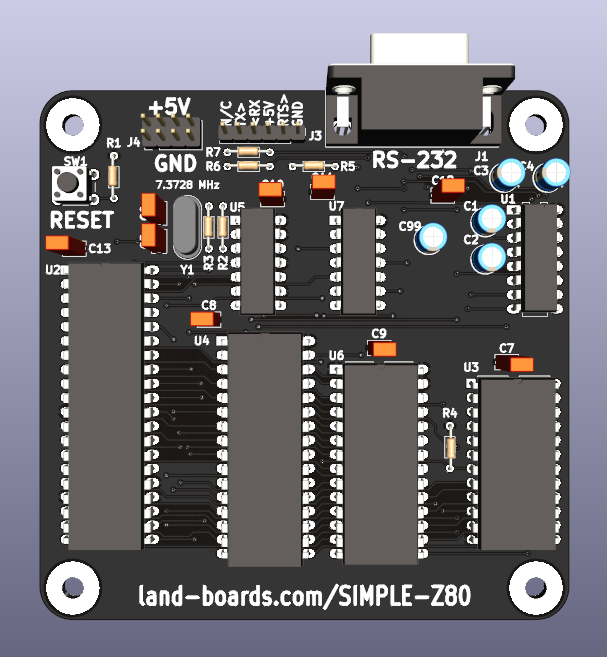 +5V
N/C
TX>
<RX
+5V
RTS>
GND
J4
J3
R1
GND
R7
R6
R5
RS-232
J1
SW1
7.3728 MHz
C3
C4
RESET
U5
U7
C1
U1
C99
C2
C13
R3
R2
U2
Y1
C8
U4
C9
U6
C7
U3
R4
land-boards.com/SIMPLE-Z80